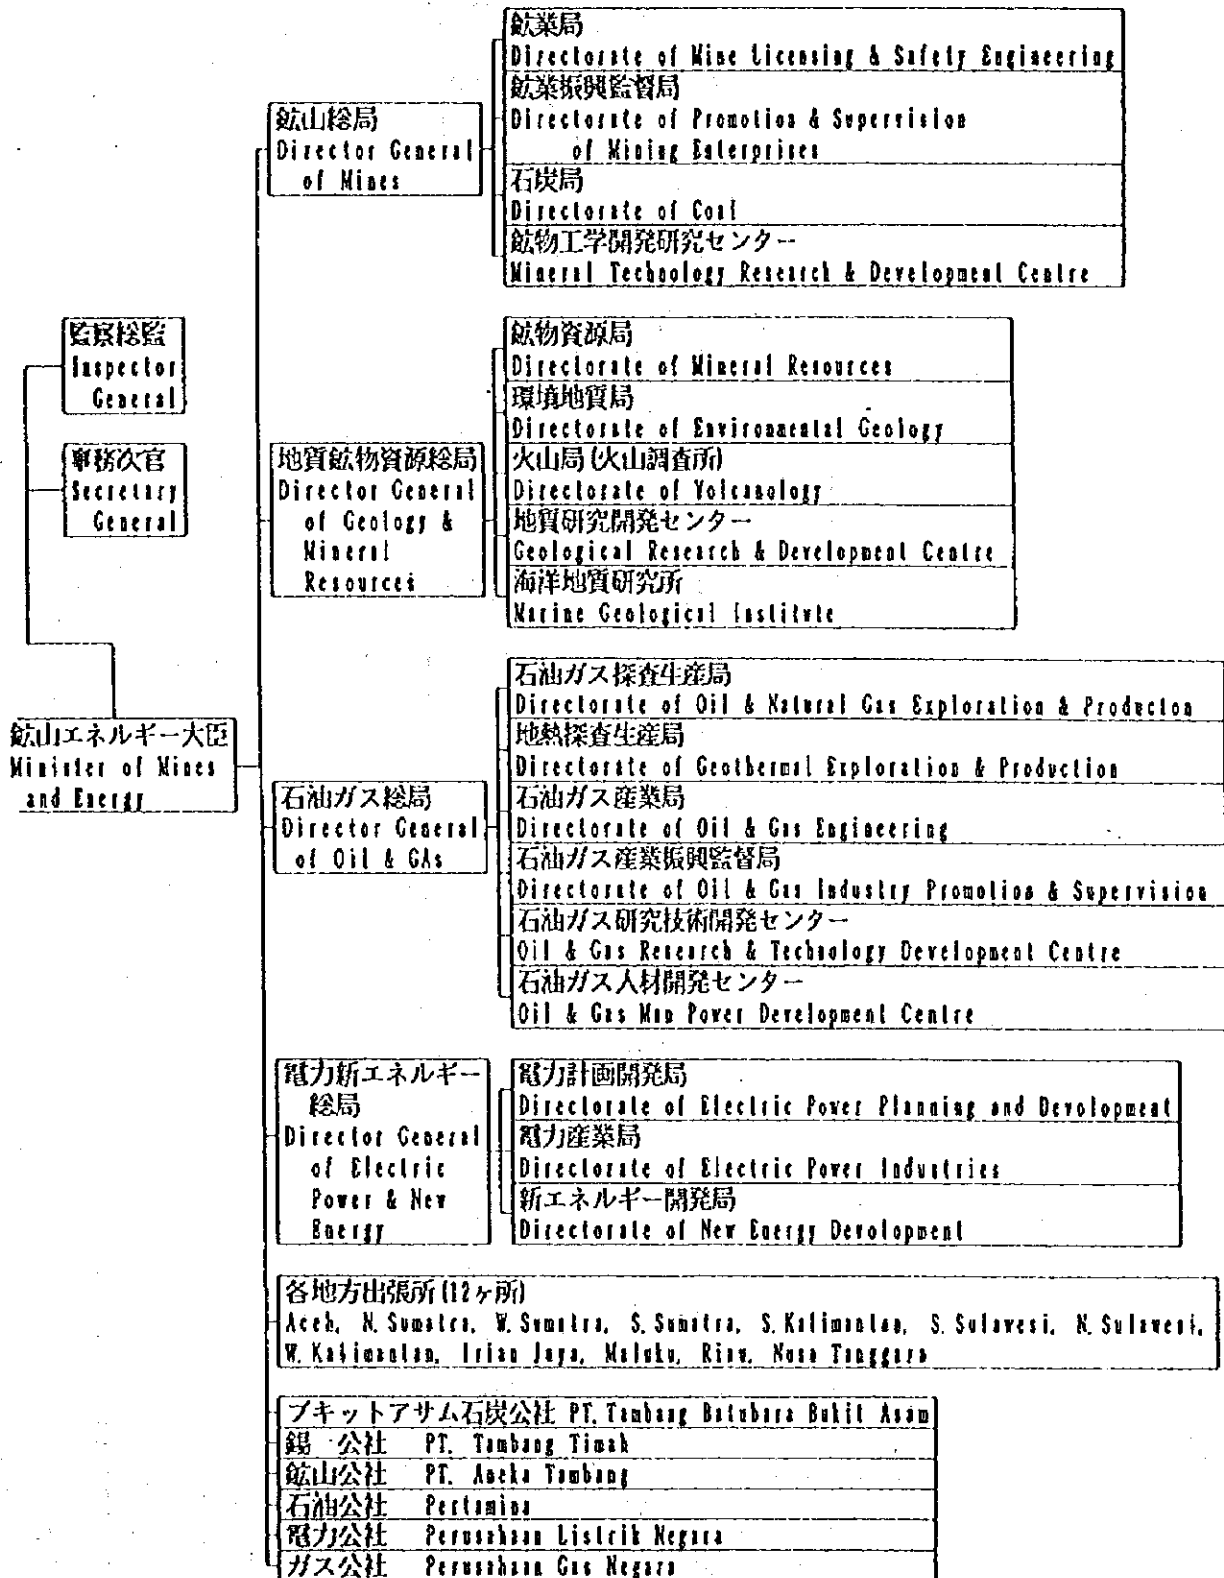 鉱業局
Directorate of Mine Licensing & Safety Engineering
鉱業振興監督局
Directorate of Promotion & Supervision
of Mining Enterprises
石炭局
Directorate of Coal
鉱物工学開発研究センター
Mineral Technology Research & Development Centre
鉱山総局
Director General
of Mines
監察総監
Inspector
General
事務次官
Secretary
General
鉱物資源局
Directorate of Mineral Resources
環境地質局
Directorate of Environmental Geology
火山局(火山調査所)
Directorate of Volcanology
地質研究開発センター
Geological Research & Development Centre
海洋地質研究所
Marine Geological Institute
地質鉱物資源総局
Director General
of Geology &
Mineral
Resources
鉱山エネルギー大臣
Minister of Mines
and Energy
石油ガス探査生産局
Directorate of Oil & Natural Gas Exploration & Producton
地熱探査生産局
Directorate of Geothermal Exploration & Production
石油ガス産業局
Directorate of Oil & Gas Engineering
石油ガス産業振興監督局
Directorate of Oil & Gas Industry Promotion & Supervision
石油ガス研究技術開発センター
Oil & Gas Research & Technology Development Centre
石油ガス人材開発センター
Oil & Gas Man Power Development Centre
石油ガス総局
Director General
of Oil & GAs
電力新エネルギー
総局
Director General
of Electric
Power & New
Energy
電力計画開発局
Directorate of Electric Power Planning and Devolopment
電力産業局
Directorate of Electric Power Industries
新エネルギー開発局
Directorate of New Energy Devolopment
各地方出張所(12ヶ所)
Aceh, N.Sumatra, W.Sumatra, S.Sumatra, S.Kalimantan, S.Sulawesi, N.Sulawesi,
W.Kalimantan, Irian Jaya, Maluku, Riau, Nusa Tanggara
ブキットアサム石炭公社 PT.Tambang Batubara Bukit Asam
錫 公社 PT. Tambang Timah
鉱山公社 PT. Aneka Tambang
石油公社 Pertamina
電力公社 Perusahaan Listrik Negara
ガス公社 Perusahaan Gas Negara